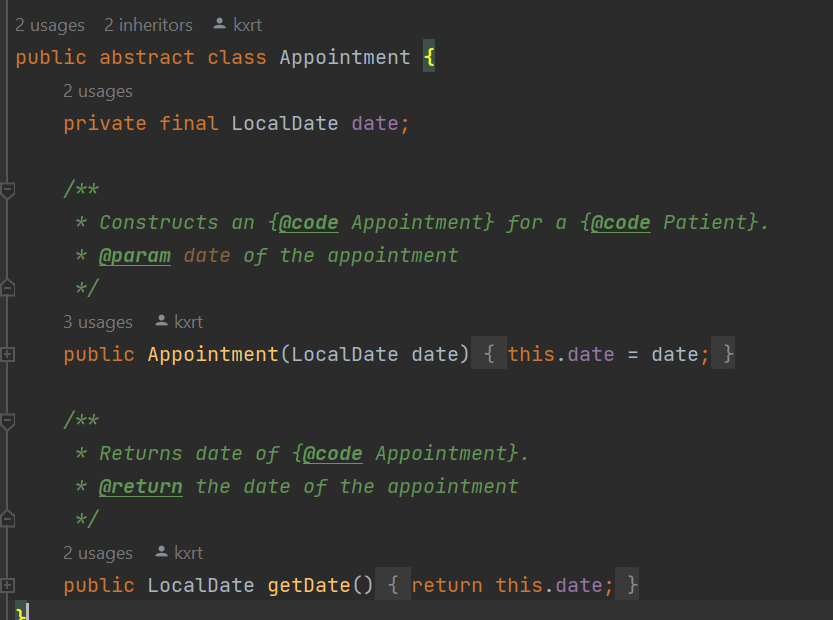 2 usages 2 inheritors kxrt
public abstract class Appointment {
2 usages
private final LocalDate date;
/**
* Constructs an {@code Appointment} for a {@code Patient}.
* @param date of the appointment
*/
3 usages kxrt
public Appointment(LocalDate date) { this.date = date; }
/**
* Returns date of {@code Appointment}.
* @return the date of the appointment
*/
2 usages kxrt
public LocalDate getDate() { return this.date; }
}